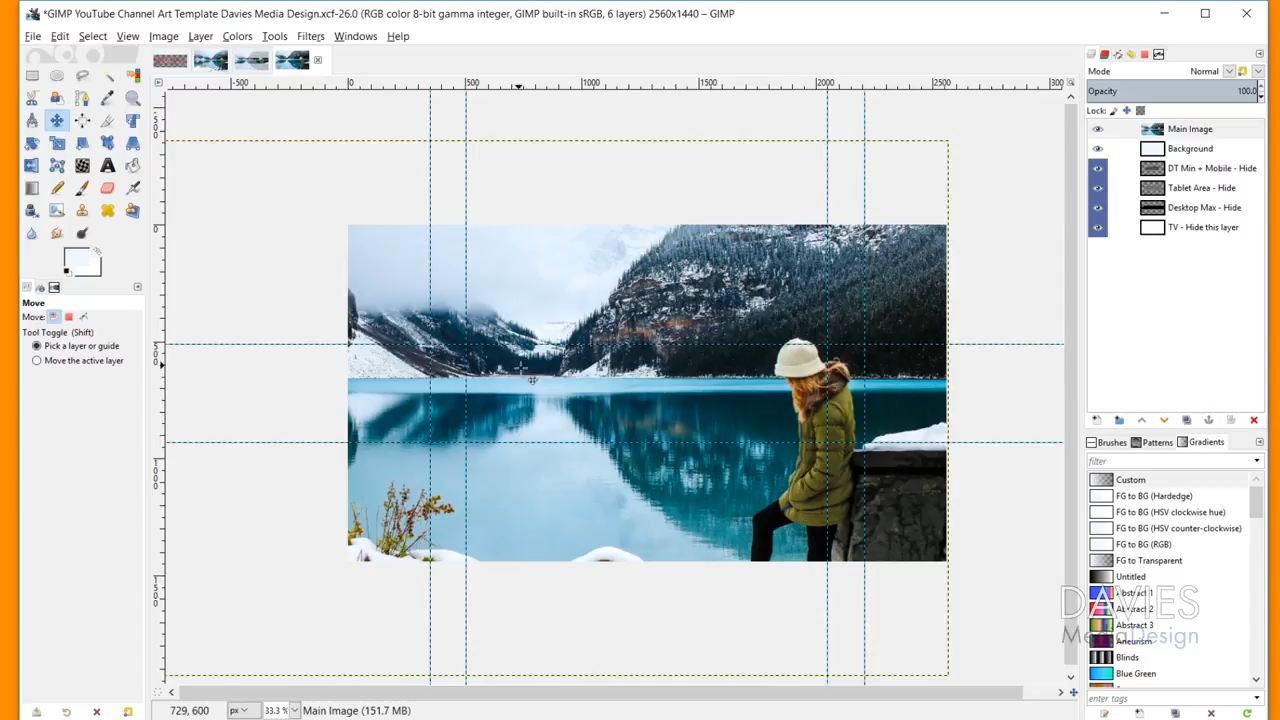 *GIMP YouTube Channel Art Template Davies Media Design.xcf-26.0 (RGB color 8-bit gamma integer, GIMP built-in sRGB, 6 layers) 2560x1440 – GIMP
File Edit Select View Image Layer Colors Tools Filters Windows Help
-500 0 500 1000 1500 2000 2500 300
Mode Normal
Opacity 100.0
Lock:
Main Image
Background
DT Min + Mobile - Hide
Tablet Area - Hide
Desktop Max - Hide
TV - Hide this layer
Move
Move:
Tool Toggle (Shift)
Pick a layer or guide
Move the active layer
Brushes Patterns Gradients
filter
Custom
FG to BG (Hardedge)
FG to BG (HSV clockwise hue)
FG to BG (HSV counter-clockwise)
FG to BG (RGB)
FG to Transparent
Untitled
Abstract 1
Abstract 2
Abstract 3
Aneurism
Blinds
Blue Green
DAVIES
MediaDesign
enter tags
729, 600 px 33.3 % Main Image (151.7 MB)